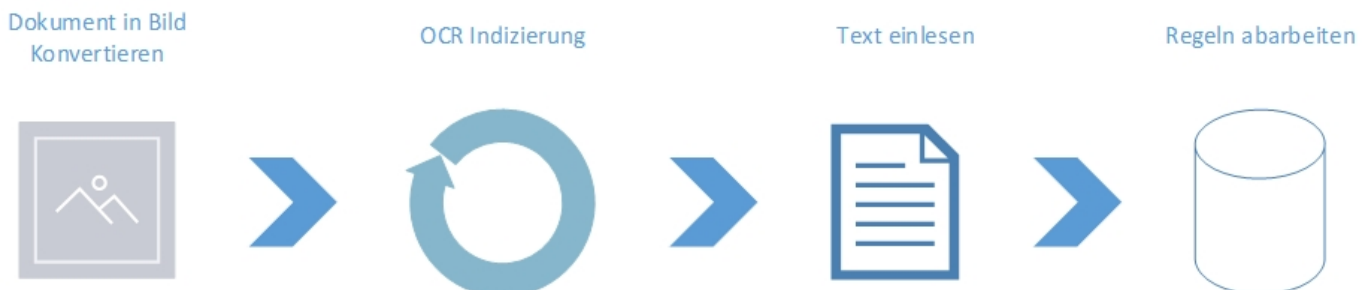 Dokument in Bild
Konvertieren
OCR Indizierung
Text einlesen
Regeln abarbeiten